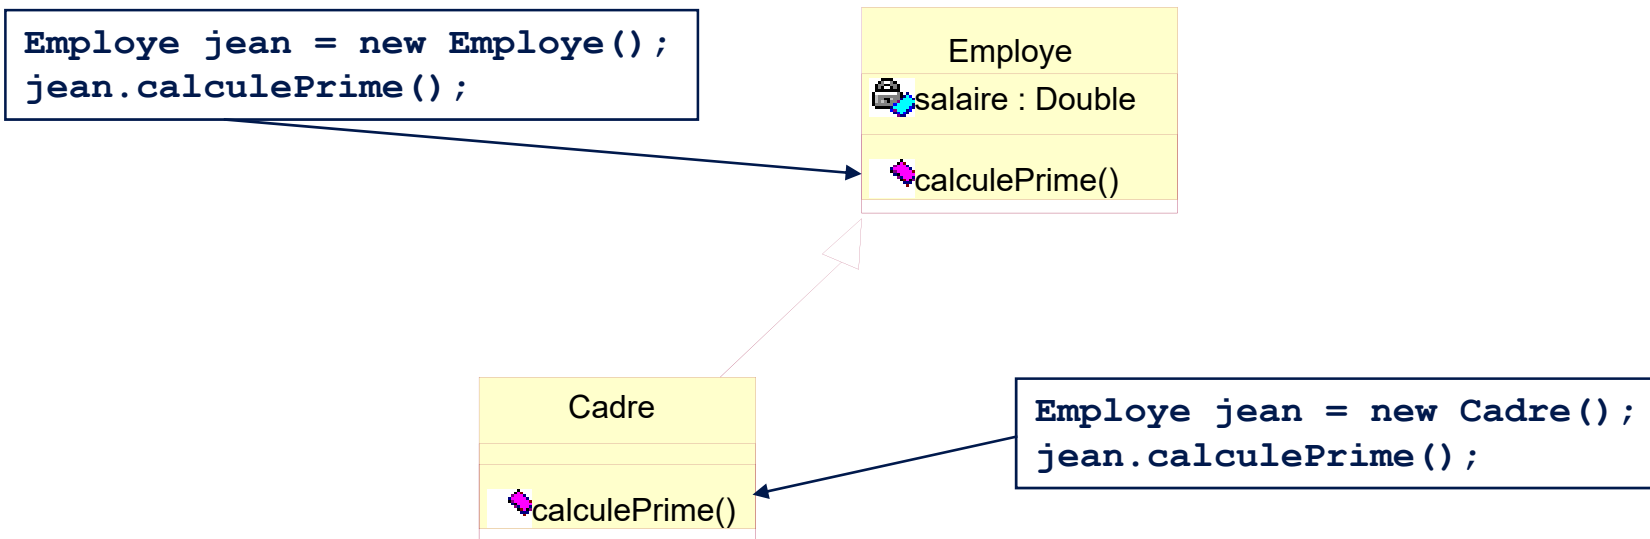 Employe jean = new Employe();
jean.calculePrime();
Employe
salaire : Double
calculePrime()
Cadre
calculePrime()
Employe jean = new Cadre();
jean.calculePrime();